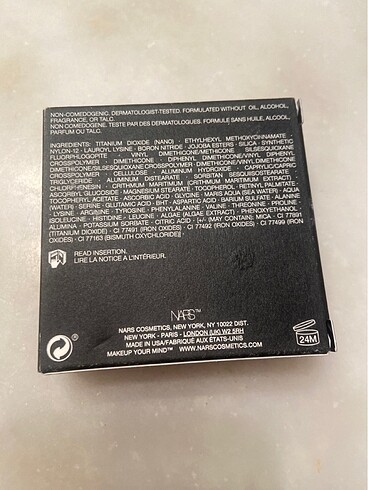 NON-COMEDOGENIC. DERMATOLOGIST-TESTED. FORMULATED WITHOUT OIL, ALCOHOL,
FRAGRANCE, OR TALC.
NON COMEDOGENE. TESTE PAR DES DERMATOLOGUES. FORMULE SANS HUILE, ALCOOL,
PARFUM OU TALC.
INGREDIENTS: TITANIUM DIOXIDE (NANO) · ETHYLHEXYL METHOXYCINNAMATE ·
NYLON-12 · LAUROYL LYSINE · BORON NITRIDE · JOJOBA ESTERS · SILICA · SYNTHETIC
FLUORPHLOGOPITE · VINYL DIMETHICONE/METHICONE SILSESQUIOXANE
CROSSPOLYMER · DIMETHICONE · DIPHENYL DIMETHICONE/VINYL DIPHENYL
DIMETHICONE/SILSESQUIOXANE CROSSPOLYMER · DIMETHICONE/VINYL DIMETHICONE
CROSSPOLYMER · CELLULOSE · ALUMINUM HYDROXIDE · CAPRYLIC/CAPRIC
TRIGLYCERIDE · ALUMINUM DISTEARATE · SORBITAN SESQUIISOSTEARATE ·
CHLORPHENESIN · CRITHMUM MARITIMUM (CRITHMUM MARITIMUM EXTRACT) ·
ASCORBYL GLUCOSIDE · MAGNESIUM STEARATE · TOCOPHEROL · RETINYL PALMITATE ·
TOCOPHERYL ACETATE · ASCORBIC ACID · GLYCINE · MARIS AQUA (SEA WATER) · AQUA
(WATER) · SERINE · GLUTAMIC ACID · BHT · ASPARTIC ACID · BARIUM SULFATE · ALANINE
· LYSINE · ARGININE · TYROSINE · PHENYLALANINE · VALINE · THREONINE · PROLINE ·
ISOLEUCINE · HISTIDINE · LEUCINE · ALGAE (ALGAE EXTRACT) · PHENOXYETHANOL ·
ALUMINA · POTASSIUM SORBATE · CITRIC ACID · [+/- (MAY CONTAIN) MICA · CI 77891
(TITANIUM DIOXIDE) · CI 77491 (IRON OXIDES) · CI 77492 (IRON OXIDES) · CI 77499 (IRON
OXIDES) · CI 77163 (BISMUTH OXYCHLORIDE)]
READ INSERTION.
LIRE LA NOTICE A L'INTÉRIEUR.
NARS™
NARS COSMETICS, NEW YORK, NY 10022 DIST.
NEW YORK - PARIS - LONDON (UK) W2 5RH
MADE IN USA/FABRIQUÉ AUX ÉTATS-UNIS
MAKEUP YOUR MIND™ WWW.NARSCOSMETICS.COM
24M